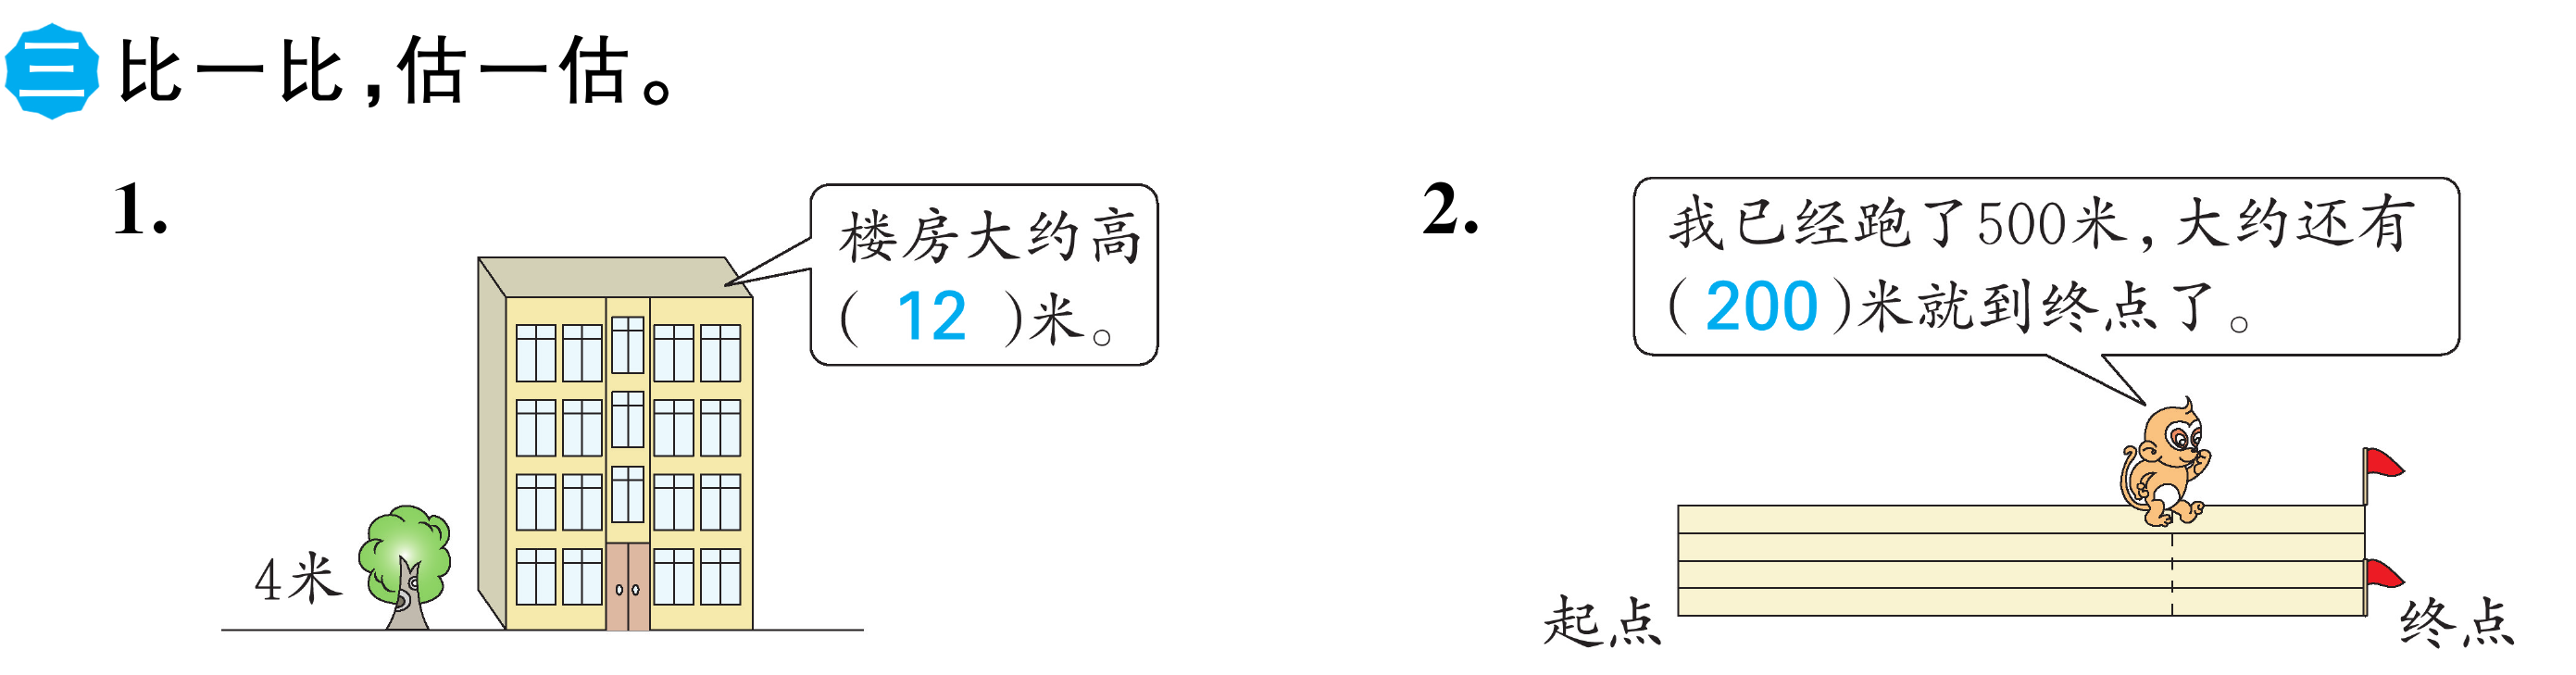 三 比一比,估一估。
1.
楼房大约高
( 12 )米。
4米
2.
我已经跑了500米,大约还有
(200)米就到终点了。
起点
终点